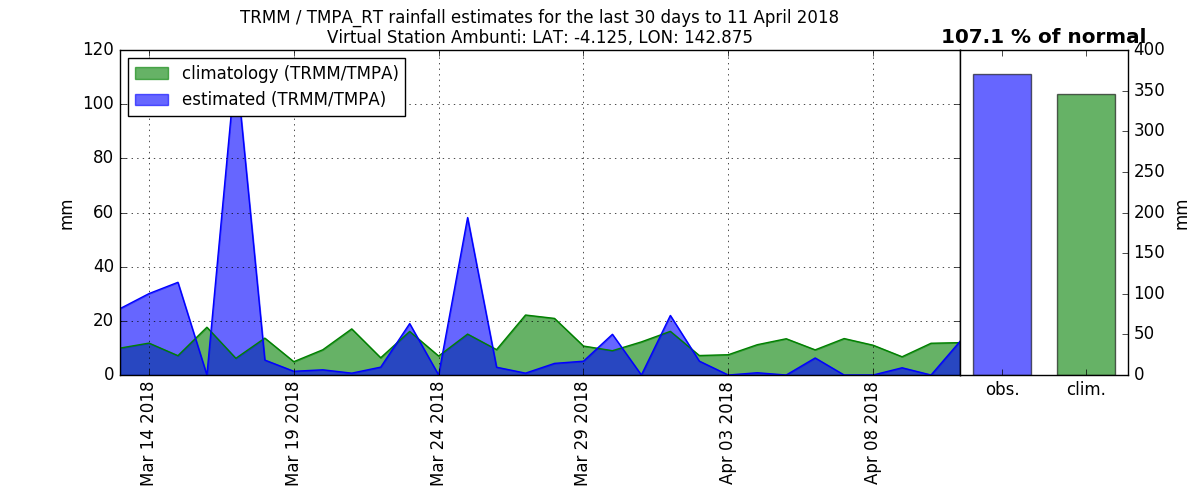 TRMM / TMPA_RT rainfall estimates for the last 30 days to 11 April 2018
Virtual Station Ambunti: LAT: -4.125, LON: 142.875
107.1 % of normal
climatology (TRMM/TMPA)
estimated (TRMM/TMPA)
mm
120
100
80
60
40
20
0
Mar 14 2018
Mar 19 2018
Mar 24 2018
Mar 29 2018
Apr 03 2018
Apr 08 2018
obs.
clim.
400
350
300
250
200
150
100
50
0
mm